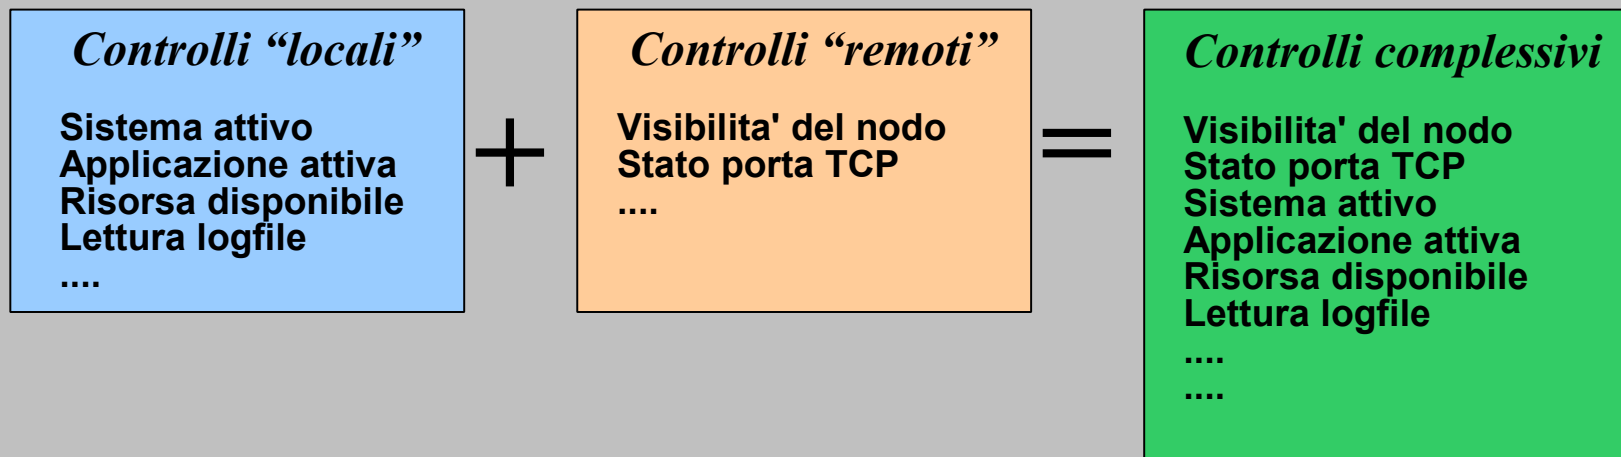 Controlli “locali”
Sistema attivo
Applicazione attiva
Risorsa disponibile
Lettura logfile
....
+
Controlli “remoti”
Visibilita' del nodo
Stato porta TCP
....
=
Controlli complessivi
Visibilita' del nodo
Stato porta TCP
Sistema attivo
Applicazione attiva
Risorsa disponibile
Lettura logfile
....
....